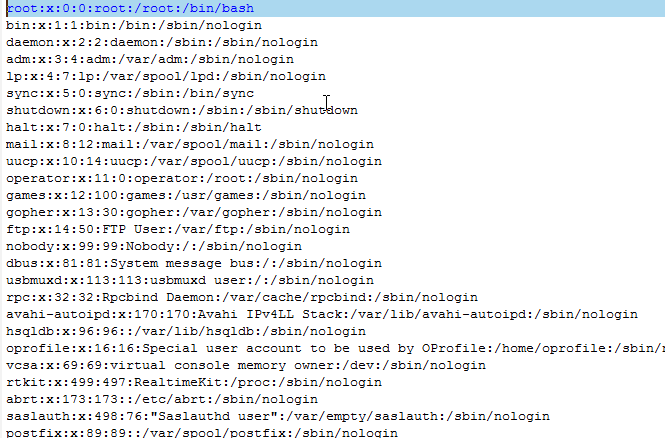 root:x:0:0:root:/root:/bin/bash
bin:x:1:1:bin:/bin:/sbin/nologin
daemon:x:2:2:daemon:/sbin:/sbin/nologin
adm:x:3:4:adm:/var/adm:/sbin/nologin
lp:x:4:7:lp:/var/spool/lpd:/sbin/nologin
sync:x:5:0:sync:/sbin:/bin/sync
shutdown:x:6:0:shutdown:/sbin:/sbin/shutdown
halt:x:7:0:halt:/sbin:/sbin/halt
mail:x:8:12:mail:/var/spool/mail:/sbin/nologin
uucp:x:10:14:uucp:/var/spool/uucp:/sbin/nologin
operator:x:11:0:operator:/root:/sbin/nologin
games:x:12:100:games:/usr/games:/sbin/nologin
gopher:x:13:30:gopher:/var/gopher:/sbin/nologin
ftp:x:14:50:FTP User:/var/ftp:/sbin/nologin
nobody:x:99:99:Nobody:/:/sbin/nologin
dbus:x:81:81:System message bus:/:/sbin/nologin
usbmuxd:x:113:113:usbmuxd user:/:/sbin/nologin
rpc:x:32:32:Rpcbind Daemon:/var/cache/rpcbind:/sbin/nologin
avahi-autoipd:x:170:170:Avahi IPv4LL Stack:/var/lib/avahi-autoipd:/sbin/nologin
hsqldb:x:96:96::/var/lib/hsqldb:/sbin/nologin
oprofile:x:16:16:Special user account to be used by OProfile:/home/oprofile:/sbin/
vcsa:x:69:69:virtual console memory owner:/dev:/sbin/nologin
rtkit:x:499:497:RealtimeKit:/proc:/sbin/nologin
abrt:x:173:173::/etc/abrt:/sbin/nologin
saslauth:x:498:76:"Saslauthd user":/var/empty/saslauth:/sbin/nologin
postfix:x:89:89::/var/spool/postfix:/sbin/nologin